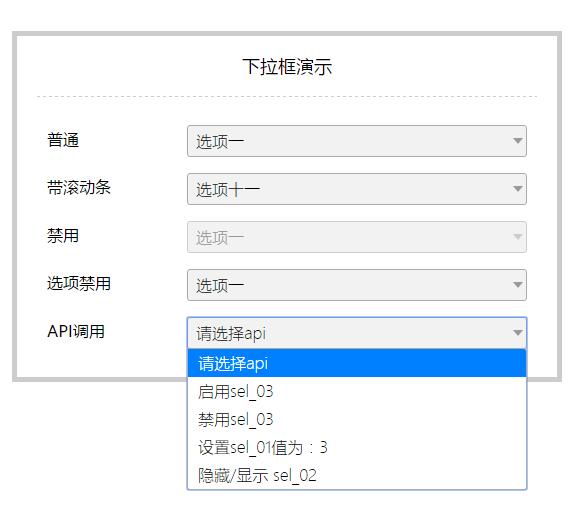 下拉框演示
普通
选项一
带滚动条
选项十一
禁用
选项一
选项禁用
选项一
API调用
请选择api
请选择api
启用sel_03
禁用sel_03
设置sel_01值为：3
隐藏/显示 sel_02